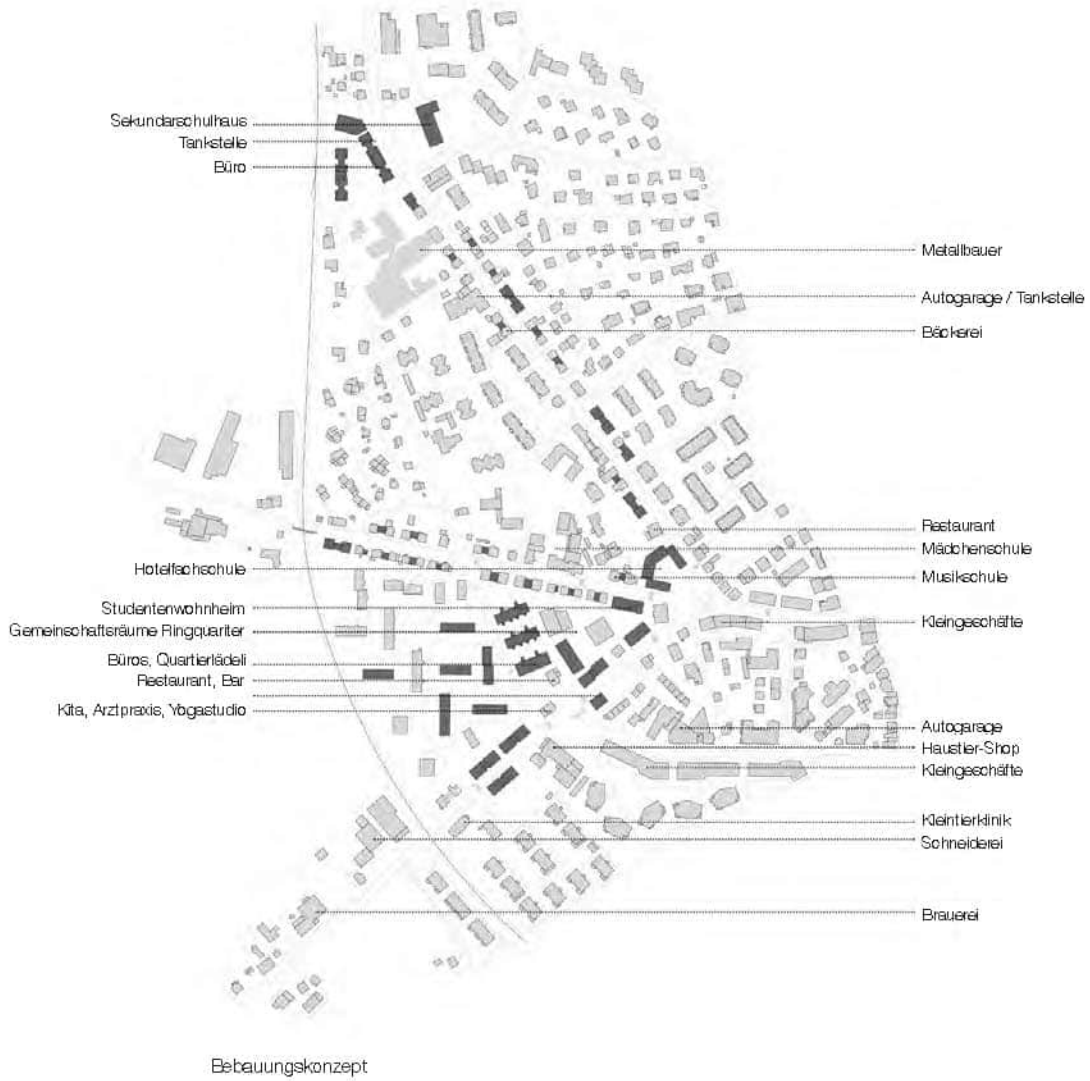 Sekundarschulhaus
Tankstelle
Büro
Metallbauer
Autogarage / Tankstelle
Bäckerei
Restaurant
Mädchenschule
Hotelfachschule
Musikschule
Studentenwohnheim
Kleingeschäfte
Gemeinschaftsräume Ringquariter
Büros, Quartierlädeli
Restaurant, Bar
Kita, Arztpraxis, Yogastudio
Autogarage
Haustier-Shop
Kleingeschäfte
Kleintierklinik
Schneiderei
Brauerei
Bebauungskonzept